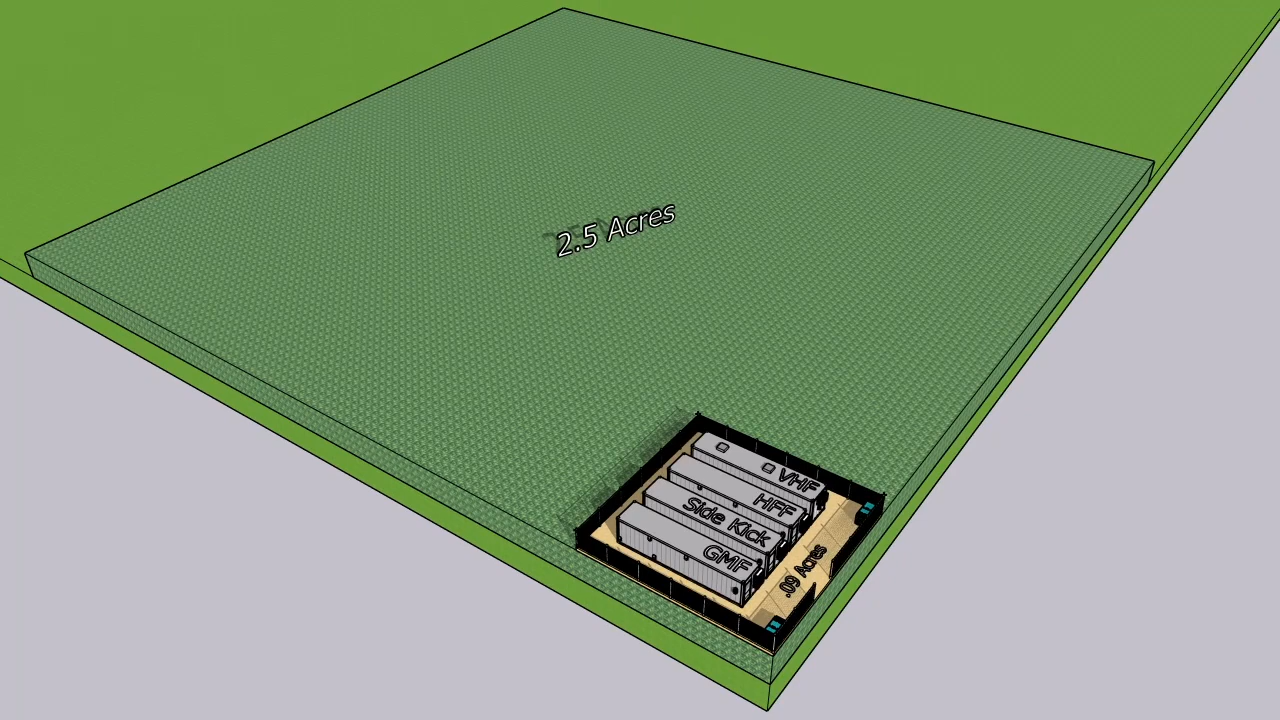 2.5 Acres
VHF
HFF
Side Kick
GMF
.09 Acres